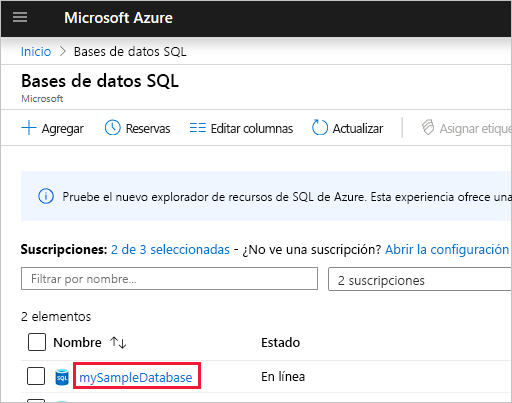 Microsoft Azure
Inicio > Bases de datos SQL
Bases de datos SQL
Microsoft
Agregar Reservas Editar columnas Actualizar Asignar etique
Pruebe el nuevo explorador de recursos de SQL de Azure. Esta experiencia ofrece una
Suscripciones: 2 de 3 seleccionadas - ¿No ve una suscripción? Abrir la configuración
Filtrar por nombre... 2 suscripciones
2 elementos
Nombre ↑↓ Estado
SQL mySampleDatabase En línea